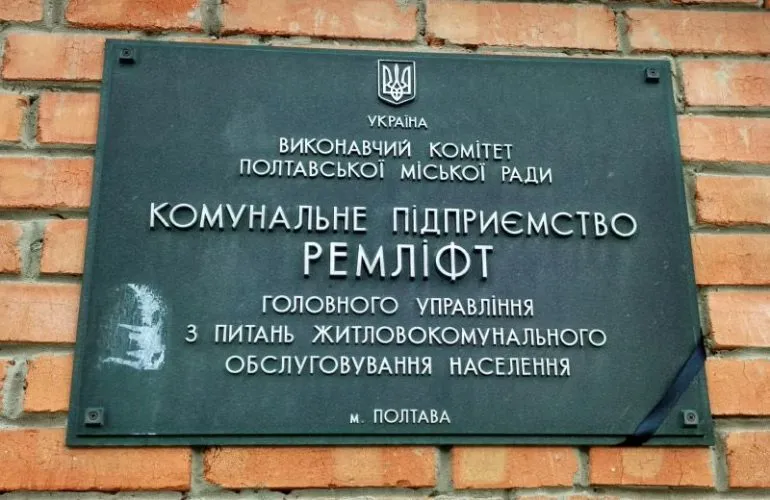 УКРАЇНА
ВИКОНАВЧИЙ КОМІТЕТ
ПОЛТАВСЬКОЇ МІСЬКОЇ РАДИ
КОМУНАЛЬНЕ ПІДПРИЄМСТВО
РЕМЛІФТ
ГОЛОВНОГО УПРАВЛІННЯ
З ПИТАНЬ ЖИТЛОВОКОМУНАЛЬНОГО
ОБСЛУГОВУВАННЯ НАСЕЛЕННЯ
м. ПОЛТАВА